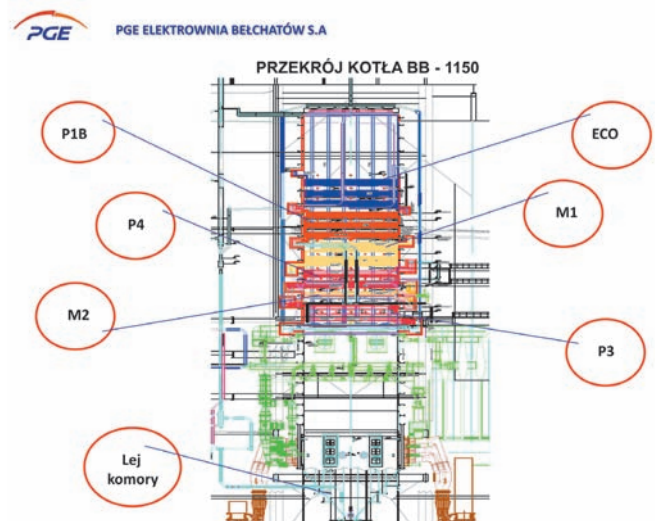 PGE
PGE ELEKTROWNIA BEŁCHATÓW S.A
PRZEKRÓJ KOTŁA BB - 1150
P1B
ECO
P4
M1
M2
P3
Lej
komory